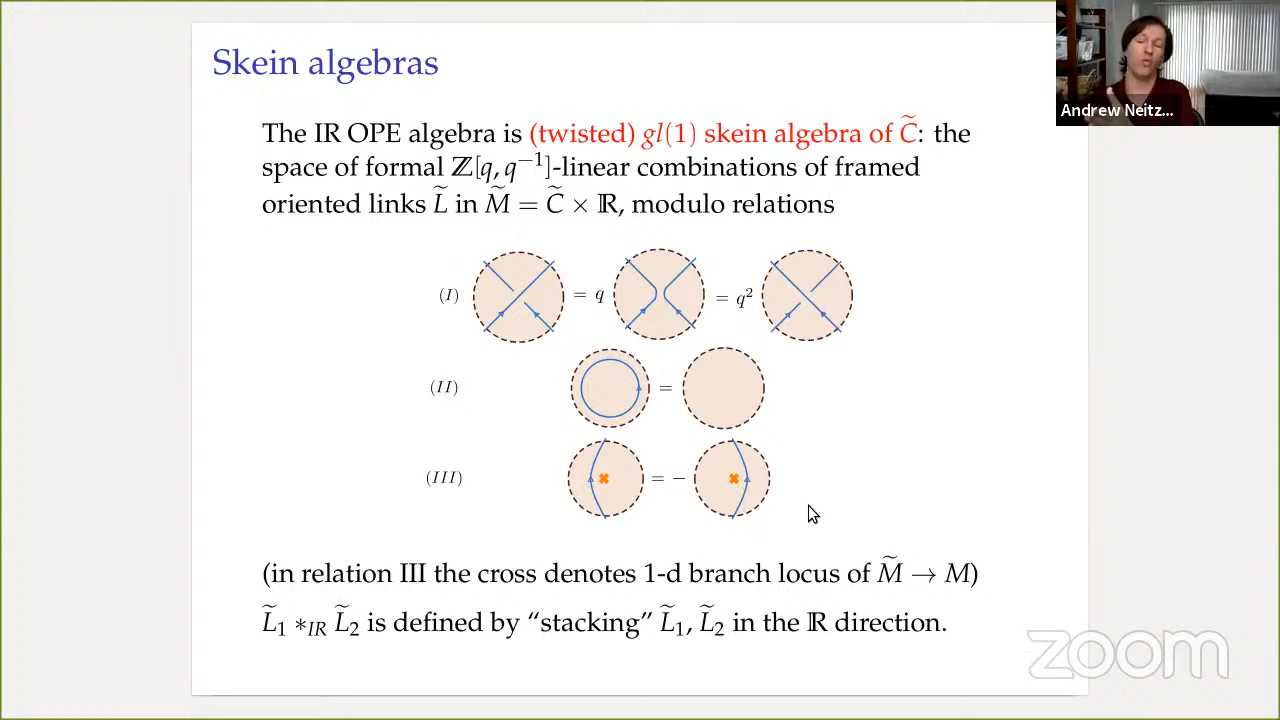 Skein algebras
The IR OPE algebra is (twisted) gl(1) skein algebra of C̃: the
space of formal ℤ[q, q⁻¹]-linear combinations of framed
oriented links L̃ in M̃ = C̃ × ℝ, modulo relations
(I) = q = q²
(II) =
(III) = −
(in relation III the cross denotes 1-d branch locus of M̃ → M)
L̃₁ *_IR L̃₂ is defined by “stacking” L̃₁, L̃₂ in the ℝ direction.
Andrew Neitz...
zoom